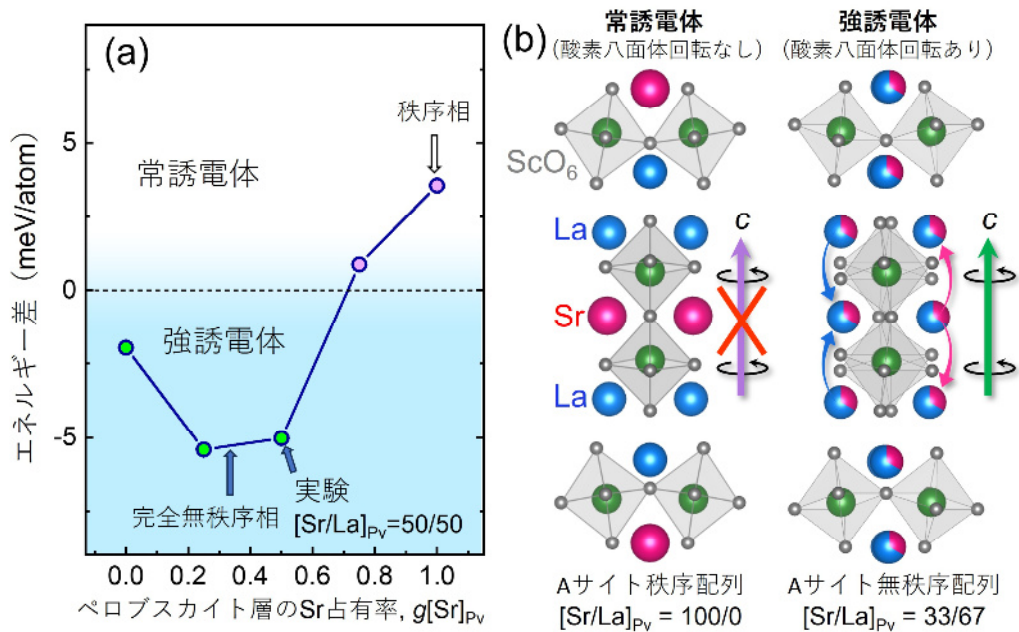 (a)
エネルギー差 (meV/atom)
5
0
-5
常誘電体
秩序相
強誘電体
完全無秩序相
実験
[Sr/La]Pv=50/50
0.0 0.2 0.4 0.6 0.8 1.0
ペロブスカイト層のSr占有率, g[Sr]Pv
(b)
常誘電体
(酸素八面体回転なし)
強誘電体
(酸素八面体回転あり)
ScO6
La
Sr
La
c
c
Aサイト秩序配列
[Sr/La]Pv = 100/0
Aサイト無秩序配列
[Sr/La]Pv = 33/67